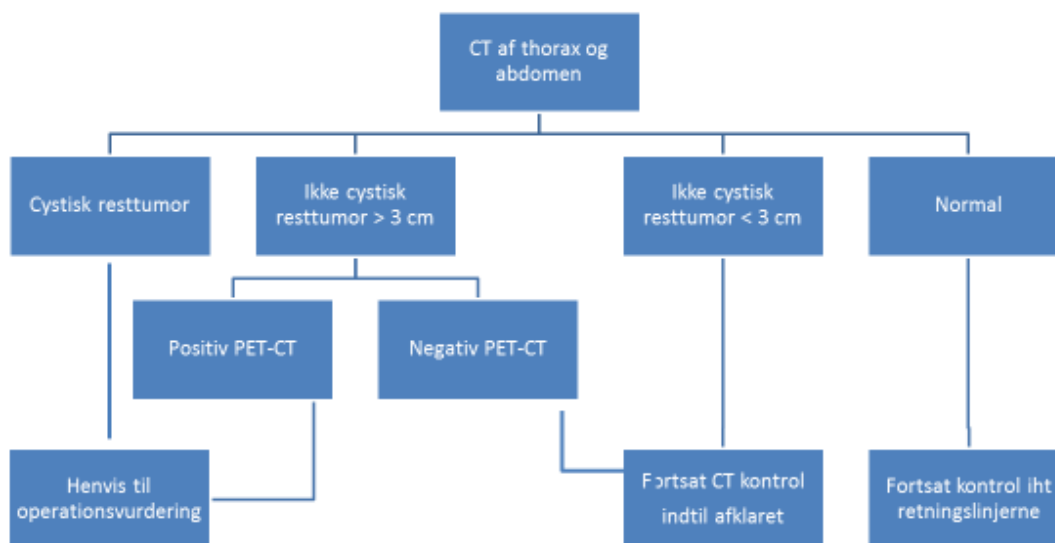 CT af thorax og
abdomen
Cystisk resttumor
Ikke cystisk
resttumor > 3 cm
Ikke cystisk
resttumor < 3 cm
Normal
Positiv PET-CT
Negativ PET-CT
Henvis til
operationsvurdering
Fortsat CT kontrol
indtil afklaret
Fortsat kontrol iht
retningslinjerne